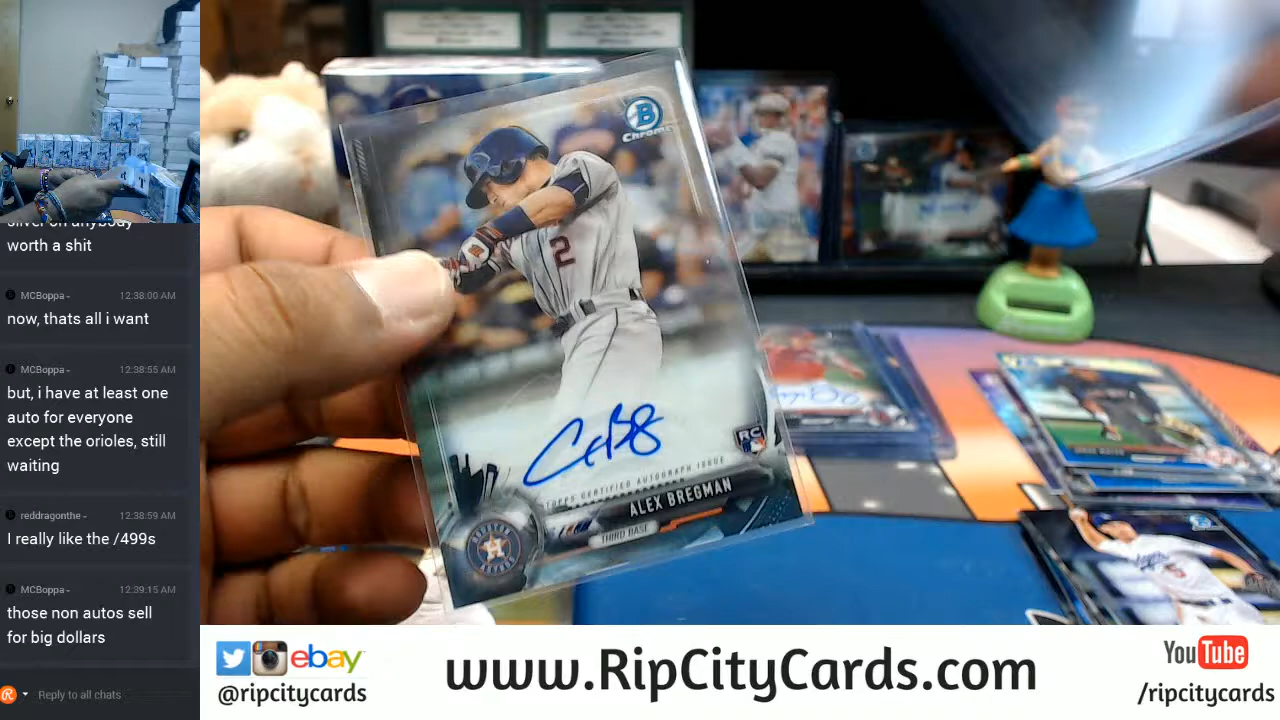 silver on anybody
worth a shit
MCBoppa-
12:38:00 AM
now, thats all i want
MCBoppa-
12:38:55 AM
but, i have at least one
auto for everyone
except the orioles, still
waiting
reddragonthe-
12:38:59 AM
I really like the /499s
MCBoppa-
12:39:15 AM
those non autos sell
for big dollars
Reply to all chats
B
Chrome
2
RC
TOPPS CERTIFIED AUTOGRAPH ISSUE
ALEX BREGMAN
THIRD BASE
ebay
@ripcitycards
www.RipCityCards.com
YouTube
/ripcitycards